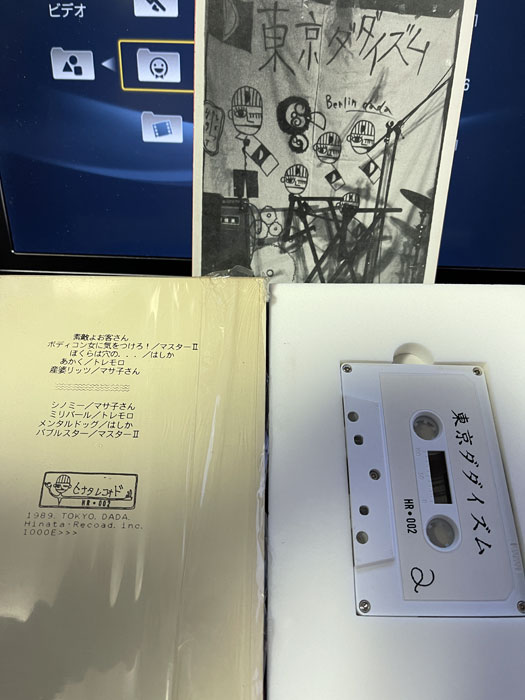 ビデオ
東京ダダイズム
Berlin dada
素敵よお客さん
ボディコン女に気をつけろ!／マスターⅡ
ぼくらは穴の．．．／はしか
あかく／トレモロ
産婆リッツ／マサ子さん
シノミー／マサ子さん
ミリバール／トレモロ
メンタルドッグ／はしか
バブルスター／マスターⅡ
ヒナタレコオド
HR•002
1989. TOKYO. DADA.
Hinata-Recoad. Inc.
1000E>>>
東京ダダイズム
HR•002
2